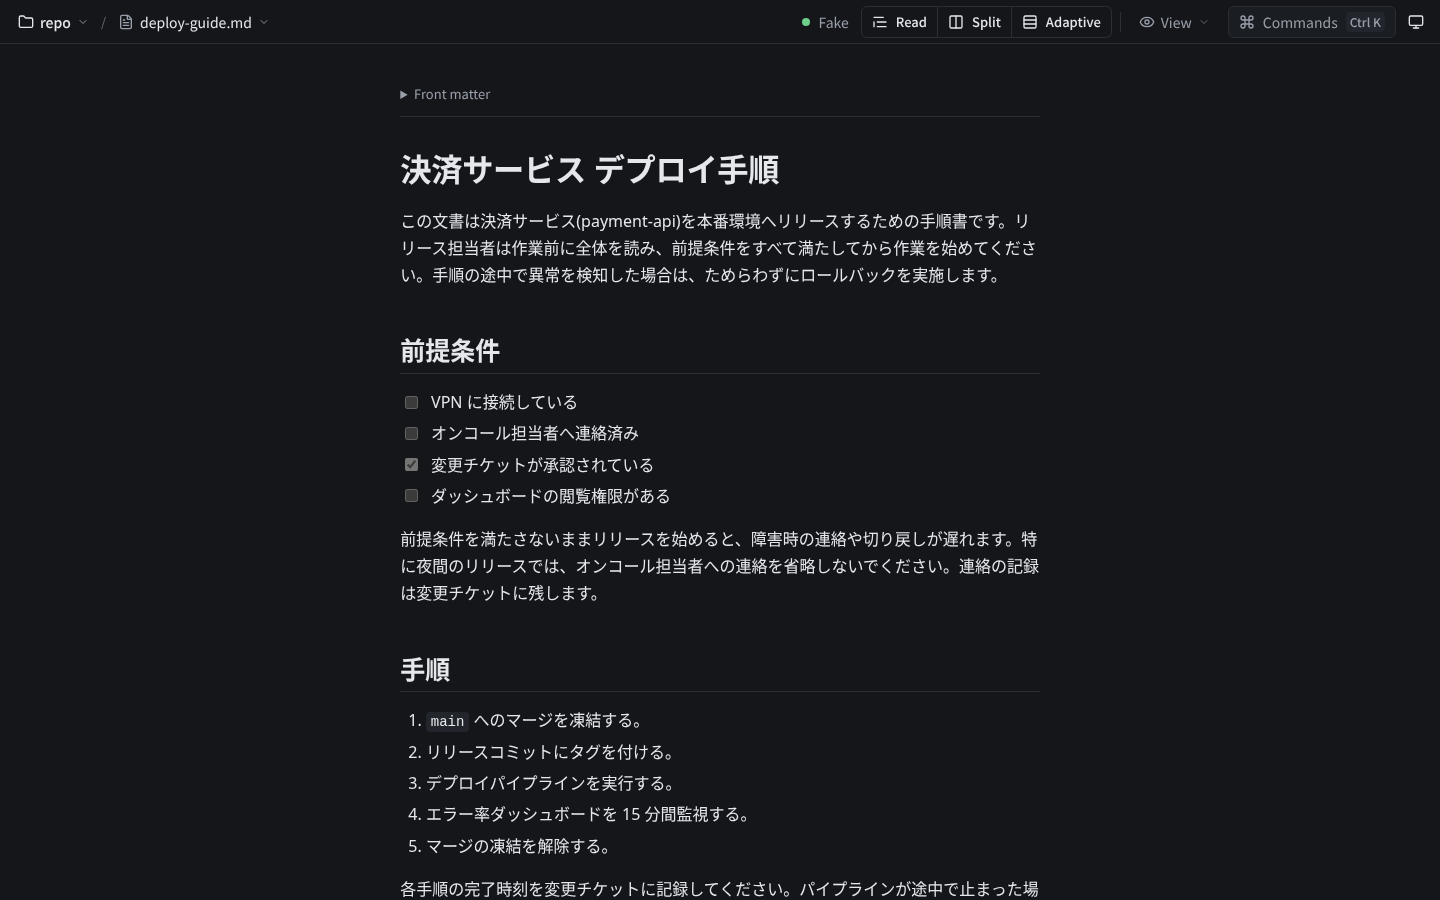 repo / deploy-guide.md Fake Read Split Adaptive View Commands Ctrl K
Front matter
決済サービス デプロイ手順
この文書は決済サービス(payment-api)を本番環境へリリースするための手順書です。リ
リース担当者は作業前に全体を読み、前提条件をすべて満たしてから作業を始めてくださ
い。手順の途中で異常を検知した場合は、ためらわずにロールバックを実施します。
前提条件
VPN に接続している
オンコール担当者へ連絡済み
変更チケットが承認されている
ダッシュボードの閲覧権限がある
前提条件を満たさないままリリースを始めると、障害時の連絡や切り戻しが遅れます。特
に夜間のリリースでは、オンコール担当者への連絡を省略しないでください。連絡の記録
は変更チケットに残します。
手順
1. main へのマージを凍結する。
2. リリースコミットにタグを付ける。
3. デプロイパイプラインを実行する。
4. エラー率ダッシュボードを 15 分間監視する。
5. マージの凍結を解除する。
各手順の完了時刻を変更チケットに記録してください。パイプラインが途中で止まった場